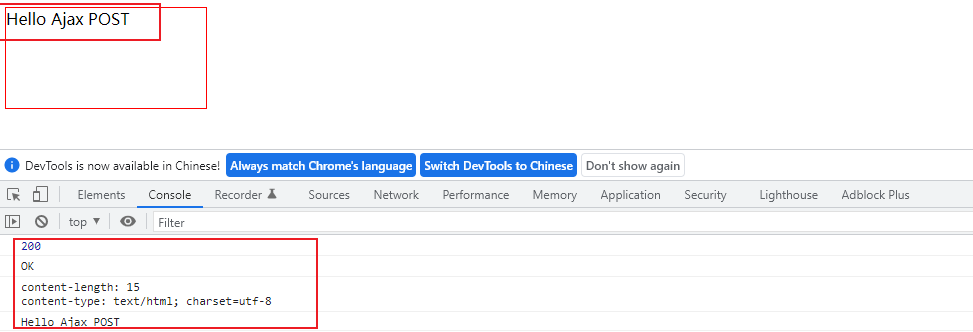 Hello Ajax POST
DevTools is now available in Chinese! Always match Chrome's language Switch DevTools to Chinese Don't show again
Elements Console Recorder Sources Network Performance Memory Application Security Lighthouse Adblock Plus
top Filter
200
OK
content-length: 15
content-type: text/html; charset=utf-8
Hello Ajax POST